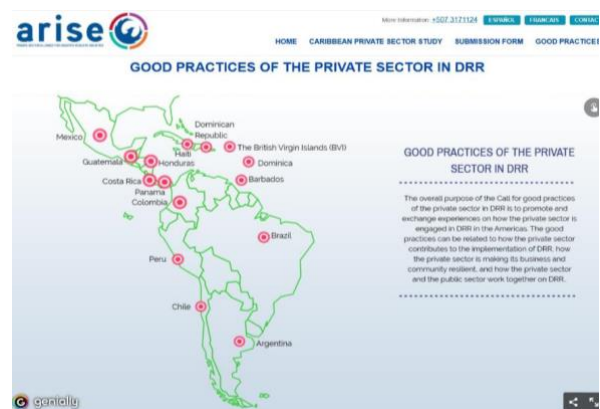 More Information: +507 3171124 ESPAÑOL FRANCAIS CONTAC
arise
HOME CARIBBEAN PRIVATE SECTOR STUDY SUBMISSION FORM GOOD PRACTICE
GOOD PRACTICES OF THE PRIVATE SECTOR IN DRR
Mexico
Dominican
Republic
The British Virgin Islands (BVI)
Haiti
Guatemala
Honduras
Dominica
Costa Rica
Panama
Barbados
Colombia
Brazil
Peru
Chile
Argentina
GOOD PRACTICES OF THE PRIVATE
SECTOR IN DRR
The overall purpose of the Call for good practices
of the private sector in DRR is to promote and
exchange experiences on how the private sector is
engaged in DRR in the Americas. The good
practices can be related to how the private sector
contributes to the implementation of DRR, how
the private sector is making its business and
community resilient, and how the private sector
and the public sector work together on DRR.
genially